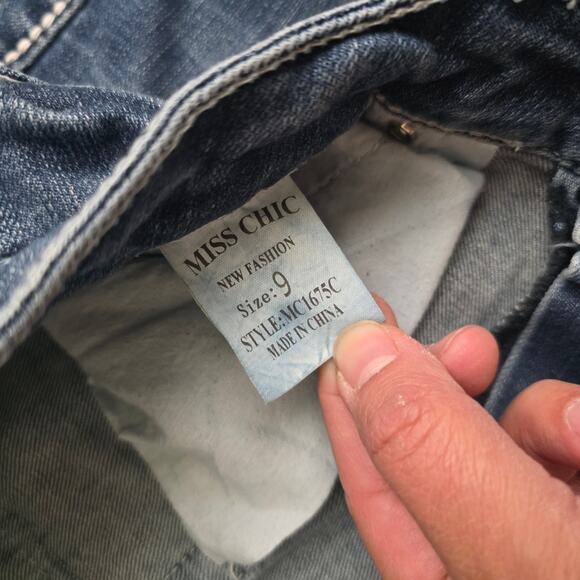 MISS CHIC
NEW FASHION
Size:9
STYLE:MC1675C
MADE IN CHINA